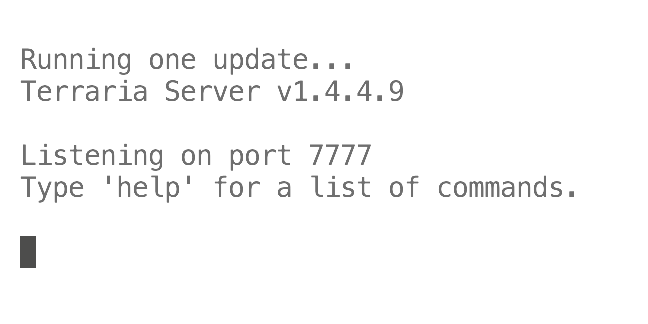 Running one update...
Terraria Server v1.4.4.9
Listening on port 7777
Type 'help' for a list of commands.